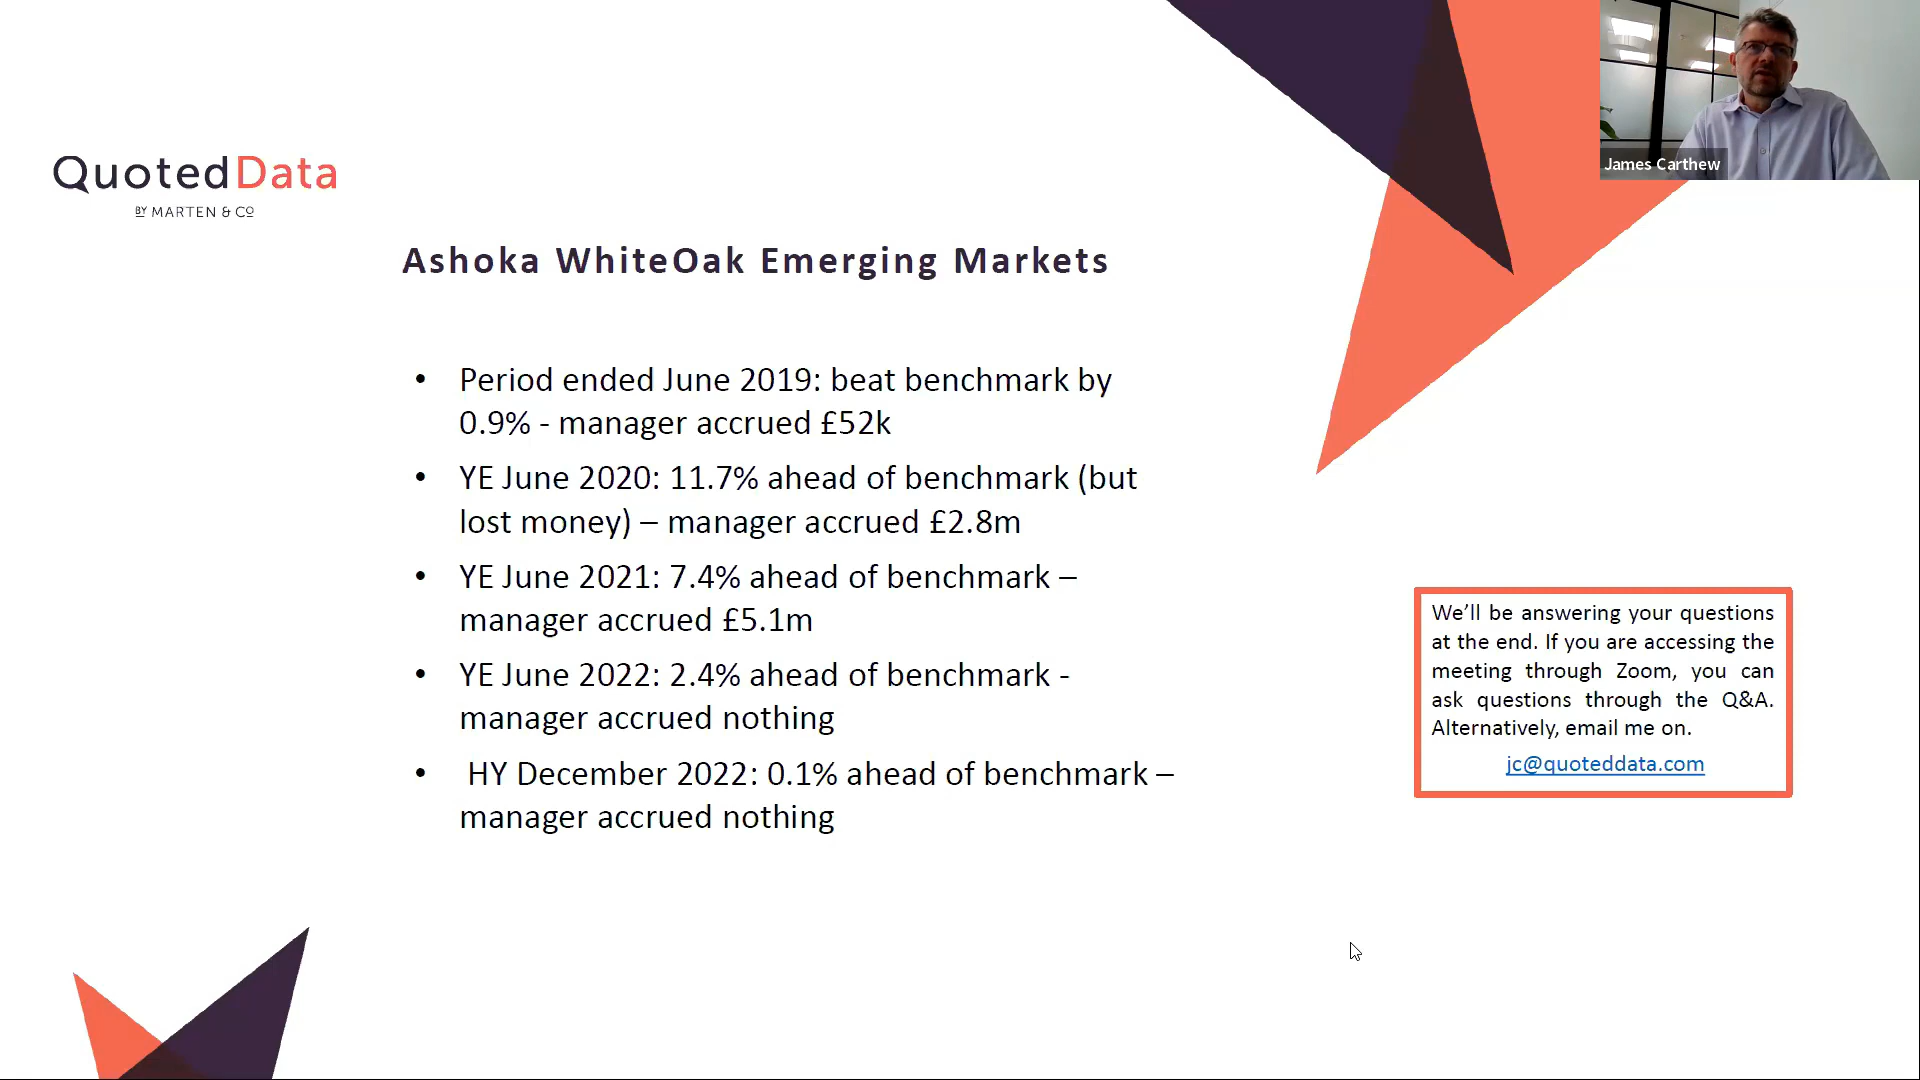 James Carthew
QuotedData
BY MARTEN & CO
Ashoka WhiteOak Emerging Markets
• Period ended June 2019: beat benchmark by
0.9% - manager accrued £52k
• YE June 2020: 11.7% ahead of benchmark (but
lost money) – manager accrued £2.8m
• YE June 2021: 7.4% ahead of benchmark –
manager accrued £5.1m
• YE June 2022: 2.4% ahead of benchmark -
manager accrued nothing
• HY December 2022: 0.1% ahead of benchmark –
manager accrued nothing
We’ll be answering your questions
at the end. If you are accessing the
meeting through Zoom, you can
ask questions through the Q&A.
Alternatively, email me on.
jc@quoteddata.com